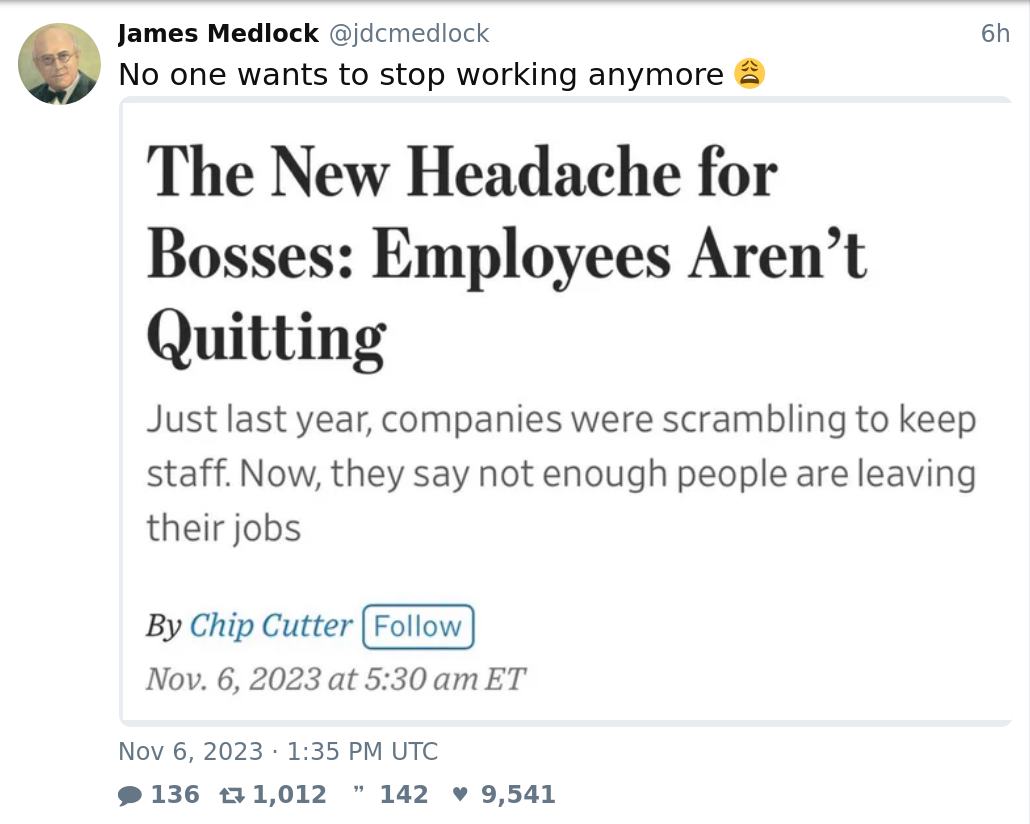 James Medlock @jdcmedlock 6h
No one wants to stop working anymore 😩
The New Headache for
Bosses: Employees Aren’t
Quitting
Just last year, companies were scrambling to keep
staff. Now, they say not enough people are leaving
their jobs
By Chip Cutter Follow
Nov. 6, 2023 at 5:30 am ET
Nov 6, 2023 · 1:35 PM UTC
136 1,012 " 142 ♥ 9,541